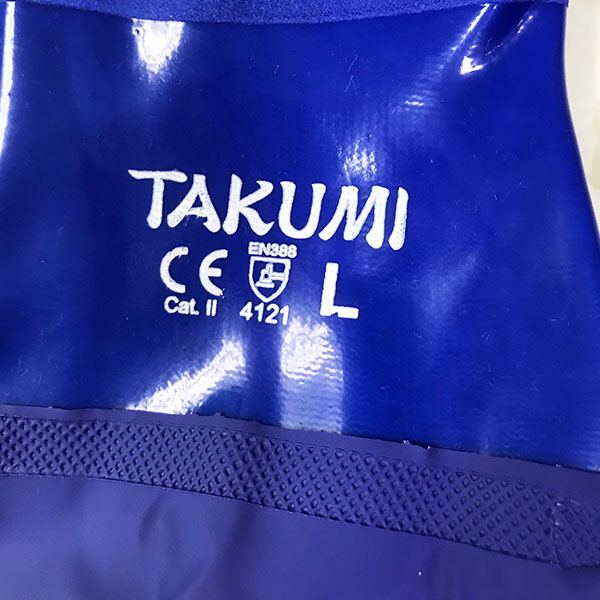 TAKUMI
CE EN388 L
Cat. II 4121